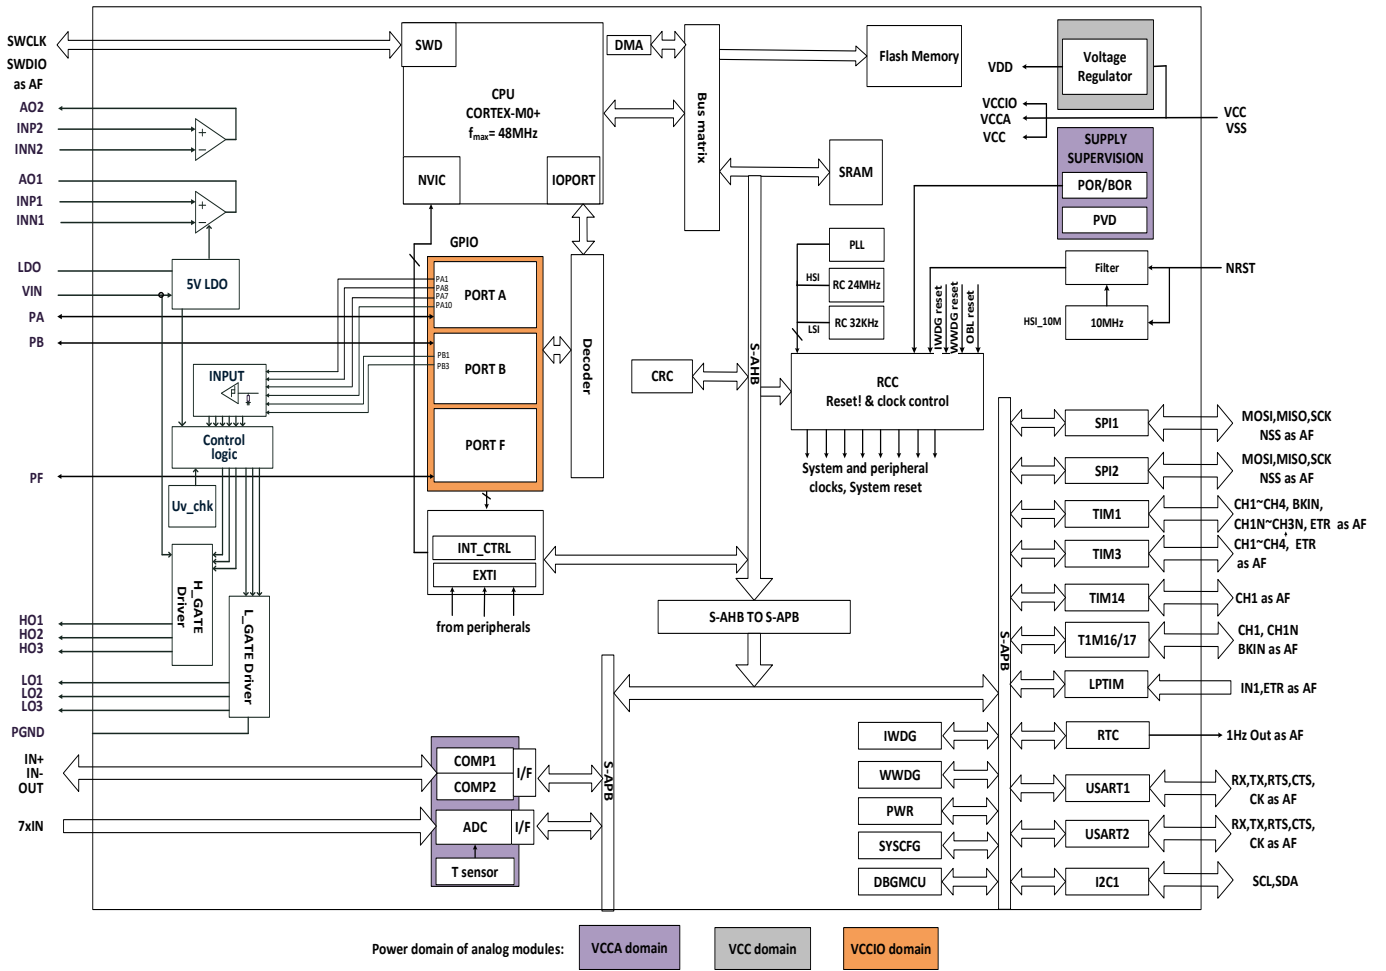 SWCLK
SWDIO
as AF
AO2
INP2
INN2
AO1
INP1
INN1
LDO
VIN
PA
PB
PF
HO1
HO2
HO3
LO1
LO2
LO3
PGND
IN+
IN-
OUT
7xIN
+
−
+
−
5V LDO
INPUT
Control
logic
Uv_chk
H_GATE
Driver
L_GATE Driver
SWD
CPU
CORTEX-M0+
fmax= 48MHz
NVIC
IOPORT
GPIO
PA1
PA8
PA7
PA10
PORT A
PB1
PB3
PORT B
PORT F
Decoder
INT_CTRL
EXTI
from peripherals
COMP1
COMP2
I/F
ADC
I/F
T sensor
S-APB
DMA
Bus matrix
Flash Memory
SRAM
PLL
HSI
RC 24MHz
LSI
RC 32KHz
IWDG reset
WWDG reset
OBL reset
CRC
S-AHB
RCC
Reset! & clock control
System and peripheral
clocks, System reset
S-AHB TO S-APB
IWDG
WWDG
PWR
SYSCFG
DBGMCU
S-APB
VDD
Voltage
Regulator
VCCIO
VCCA
VCC
VCC
VSS
SUPPLY
SUPERVISION
POR/BOR
PVD
Filter
NRST
HSI_10M
10MHz
SPI1
MOSI,MISO,SCK
NSS as AF
SPI2
MOSI,MISO,SCK
NSS as AF
TIM1
CH1~CH4, BKIN,
CH1N~CH3N, ETR as AF
TIM3
CH1~CH4, ETR
as AF
TIM14
CH1 as AF
T1M16/17
CH1, CH1N
BKIN as AF
LPTIM
IN1,ETR as AF
RTC
1Hz Out as AF
USART1
RX,TX,RTS,CTS,
CK as AF
USART2
RX,TX,RTS,CTS,
CK as AF
I2C1
SCL,SDA
Power domain of analog modules:
VCCA domain
VCC domain
VCCIO domain